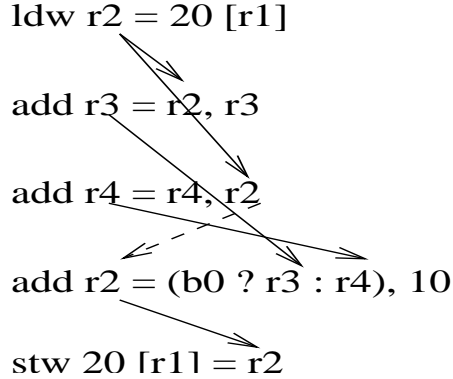 ldw r2 = 20 [r1]
add r3 = r2, r3
add r4 = r4, r2
add r2 = (b0 ? r3 : r4), 10
stw 20 [r1] = r2